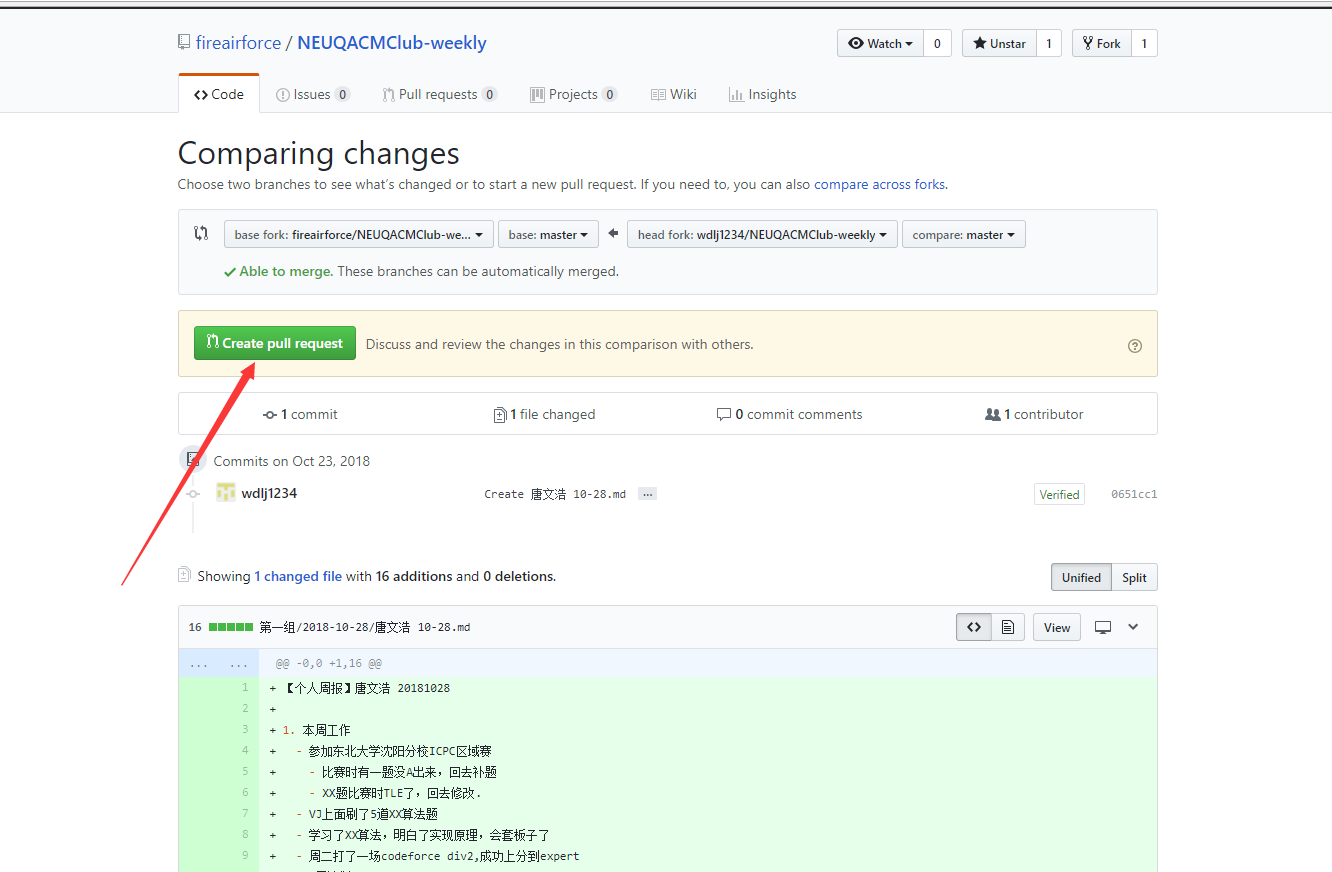 fireairforce / NEUQACMClub-weekly
Watch 0 Unstar 1 Fork 1
Code Issues 0 Pull requests 0 Projects 0 Wiki Insights
Comparing changes
Choose two branches to see what's changed or to start a new pull request. If you need to, you can also compare across forks.
base fork: fireairforce/NEUQACMClub-we... base: master head fork: wdlj1234/NEUQACMClub-weekly compare: master
Able to merge. These branches can be automatically merged.
Create pull request Discuss and review the changes in this comparison with others.
1 commit 1 file changed 0 commit comments 1 contributor
Commits on Oct 23, 2018
wdlj1234 Create 唐文浩 10-28.md ... Verified 0651cc1
Showing 1 changed file with 16 additions and 0 deletions. Unified Split
16 第一组/2018-10-28/唐文浩 10-28.md <> View
... ... @@ -0,0 +1,16 @@
1 +【个人周报】唐文浩 20181028
2 +
3 + 1. 本周工作
4 + - 参加东北大学沈阳分校ICPC区域赛
5 + - 比赛时有一题没A出来，回去补题
6 + - XX题比赛时TLE了，回去修改.
7 + - VJ上面刷了5道XX算法题
8 + - 学习了XX算法，明白了实现原理，会套板子了
9 + - 周二打了一场codeforce div2,成功上分到expert